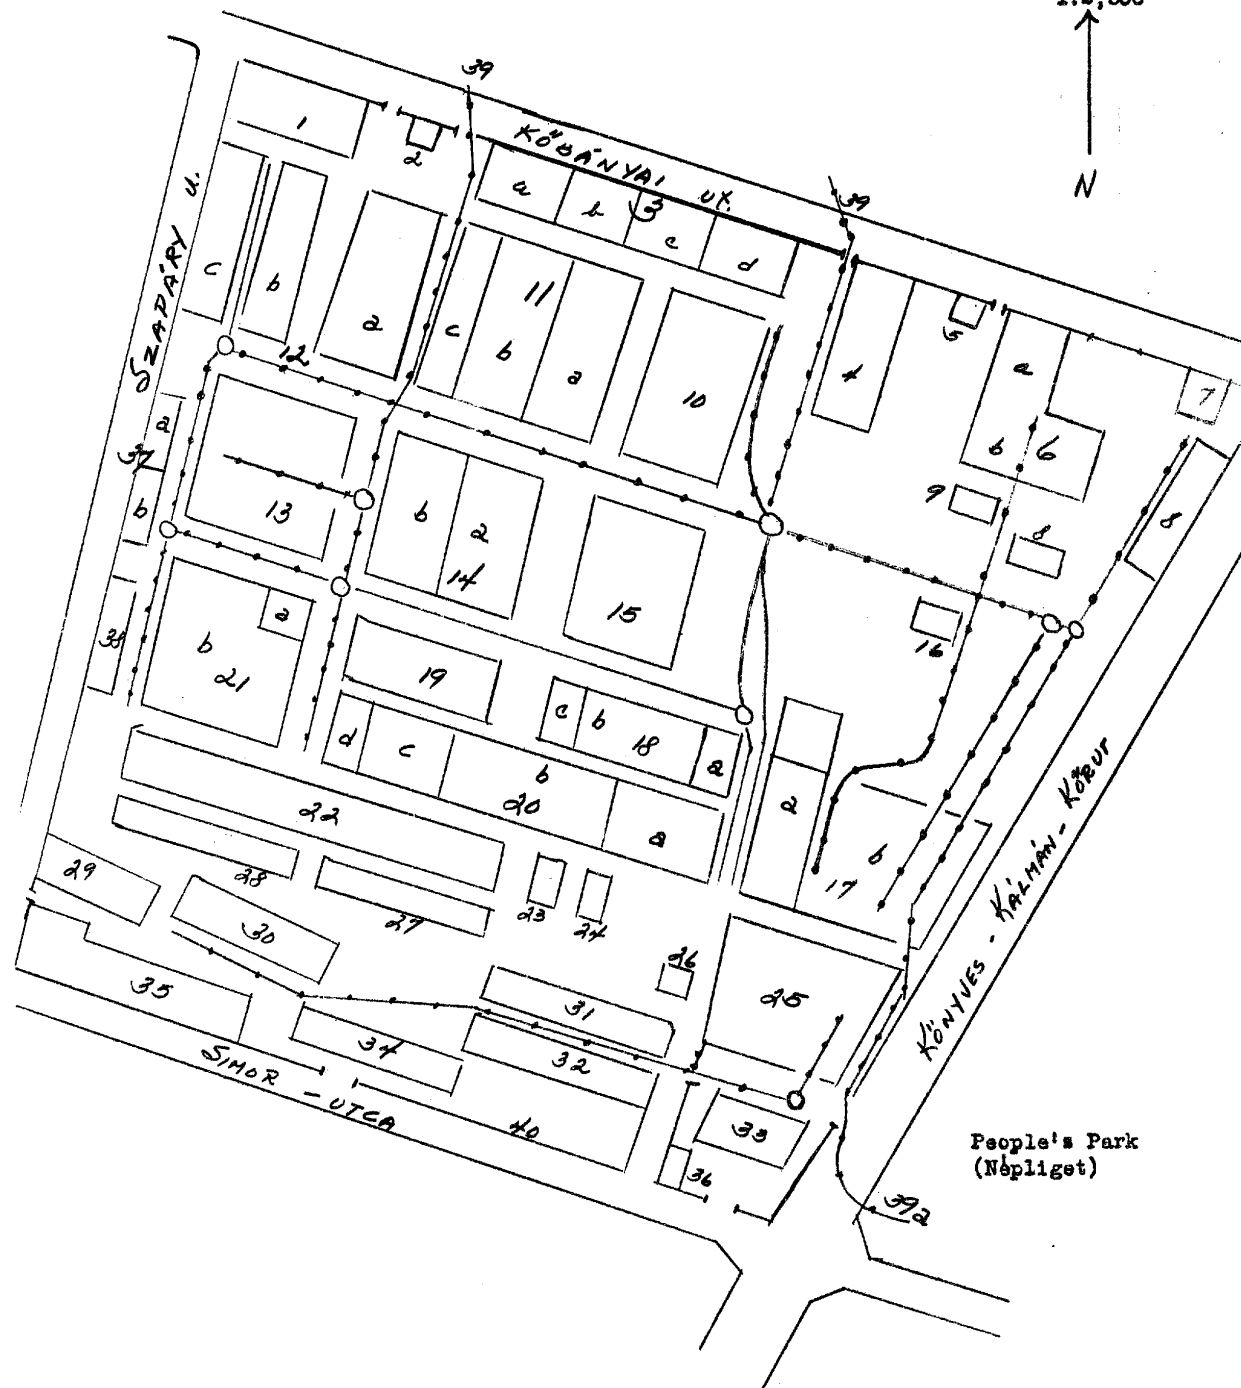 N
39
KŐBÁNYAI UT.
39
1
2
a
b
3
c
d
SZAPÁRY U.
c
b
a
12
c
11
b
a
10
4
5
a
b
6
7
8
9
8
37
a
b
13
b
a
14
15
16
38
a
b
21
19
c
b
18
a
d
c
b
20
a
a
b
17
22
28
27
23
24
29
30
26
25
35
31
34
32
33
SIMOR - UTCA
40
36
KÖNYVES - KÁLMÁN - KÖRUT
39a
People's Park
(Népliget)